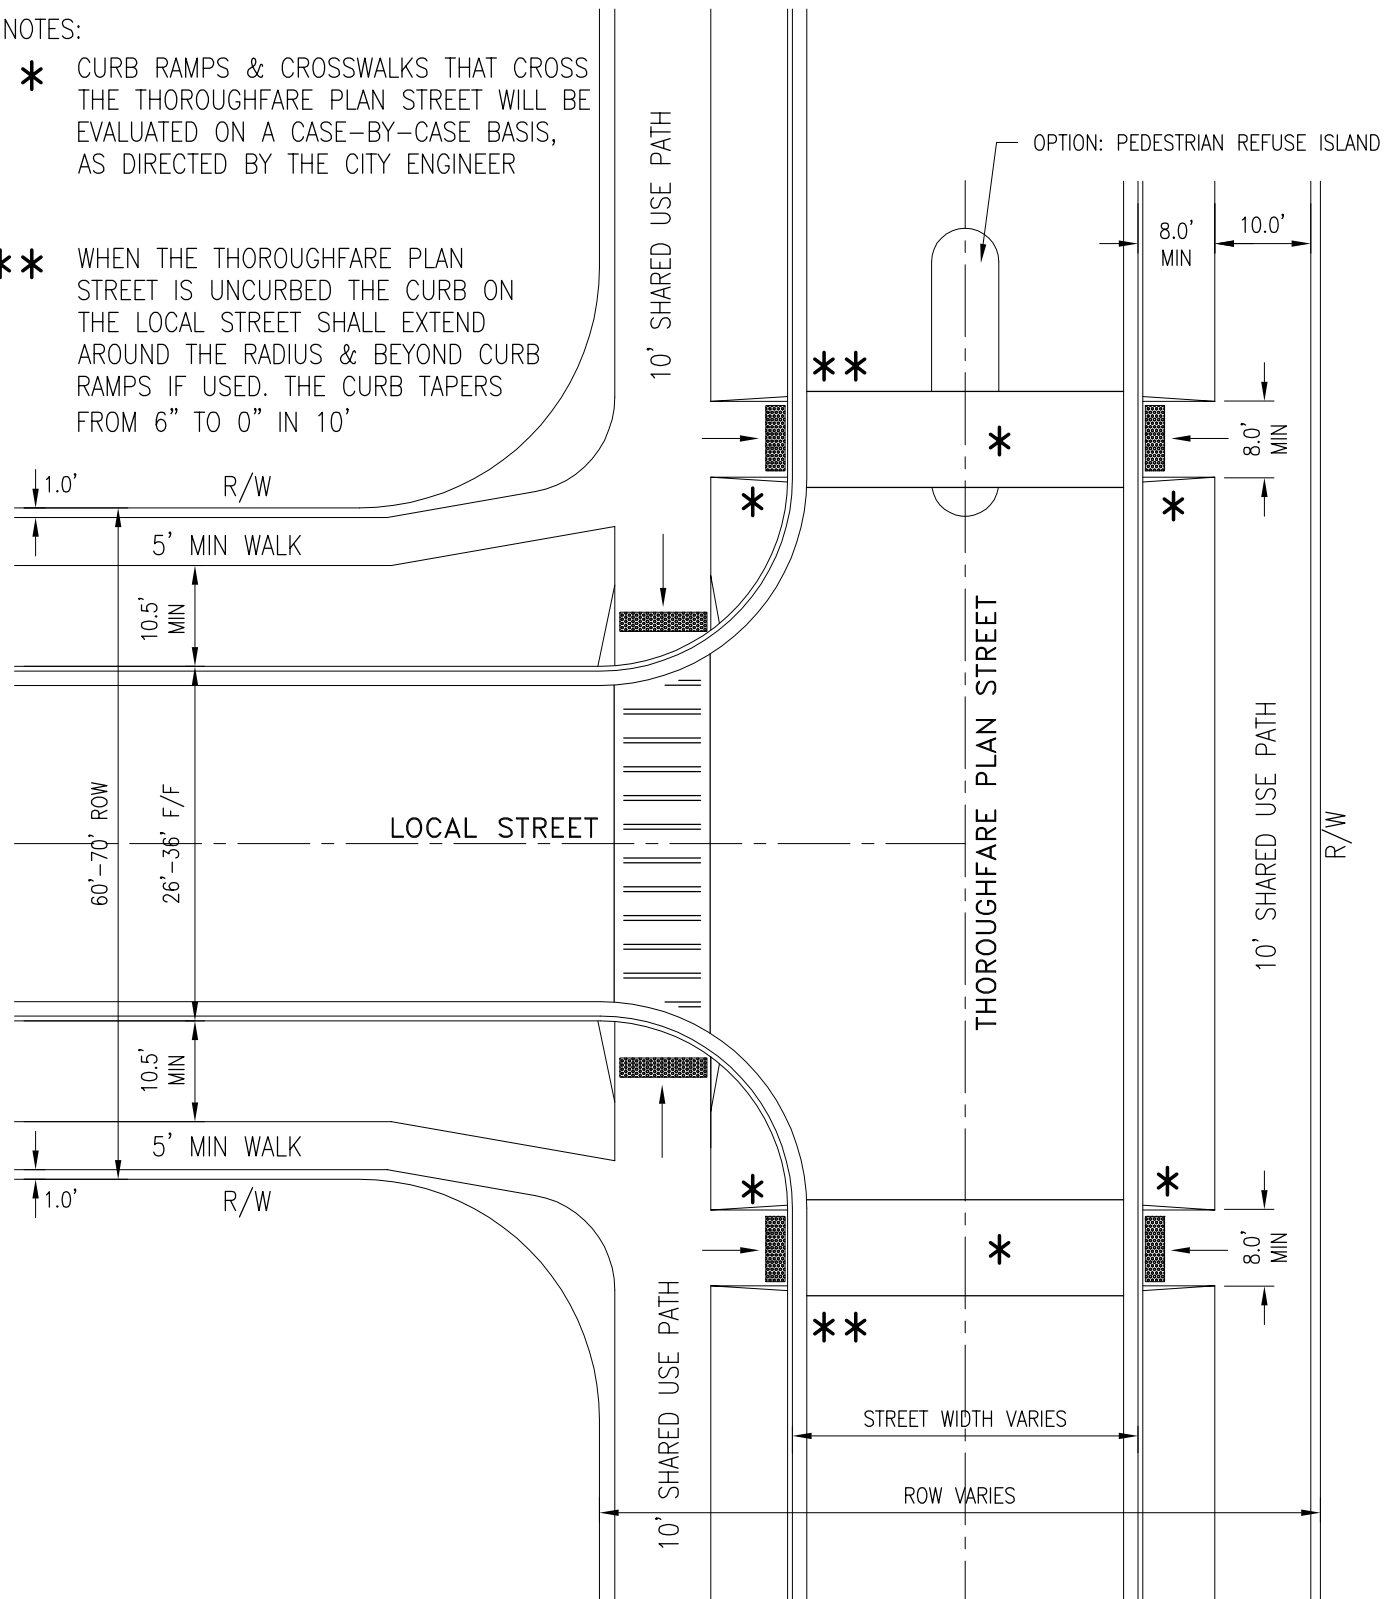 NOTES:
* CURB RAMPS & CROSSWALKS THAT CROSS
THE THOROUGHFARE PLAN STREET WILL BE
EVALUATED ON A CASE-BY-CASE BASIS,
AS DIRECTED BY THE CITY ENGINEER
** WHEN THE THOROUGHFARE PLAN
STREET IS UNCURBED THE CURB ON
THE LOCAL STREET SHALL EXTEND
AROUND THE RADIUS & BEYOND CURB
RAMPS IF USED. THE CURB TAPERS
FROM 6" TO 0" IN 10'
10' SHARED USE PATH
OPTION: PEDESTRIAN REFUSE ISLAND
8.0'
MIN
10.0'
**
*
8.0'
MIN
*
*
1.0'
R/W
5' MIN WALK
10.5'
MIN
60'-70' ROW
26'-36' F/F
LOCAL STREET
THOROUGHFARE PLAN STREET
10' SHARED USE PATH
R/W
10.5'
MIN
5' MIN WALK
1.0'
R/W
*
*
*
8.0'
MIN
**
10' SHARED USE PATH
STREET WIDTH VARIES
ROW VARIES